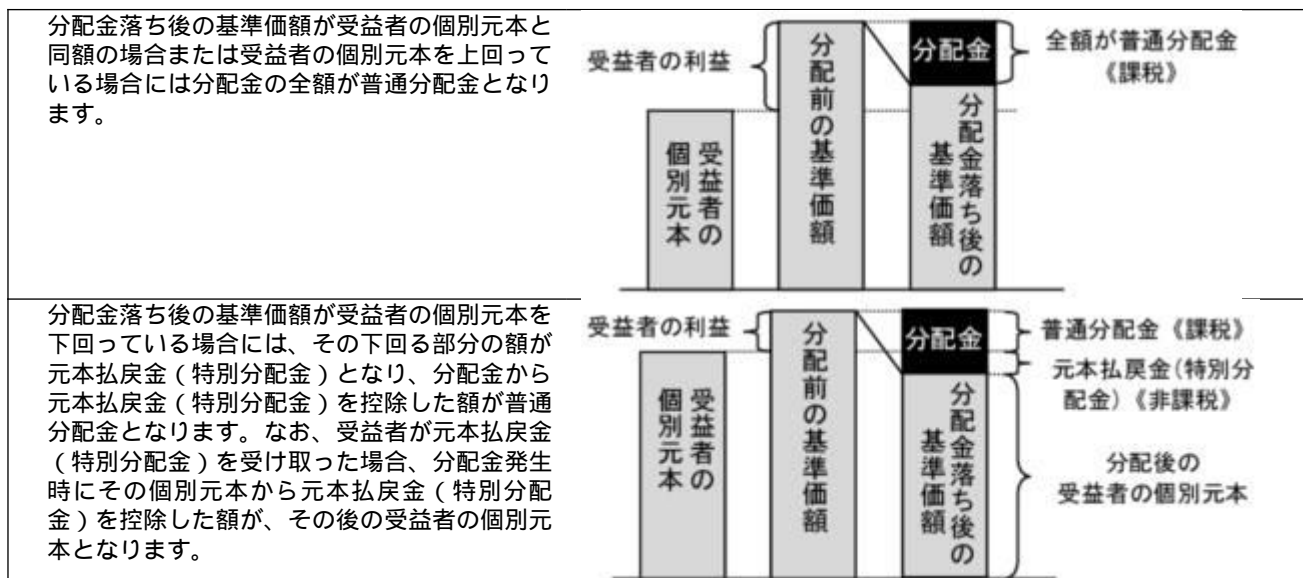 分配金落ち後の基準価額が受益者の個別元本と
同額の場合または受益者の個別元本を上回って
いる場合には分配金の全額が普通分配金となり
ます。
受益者の利益
受益者の
個別元本
分配前の基準価額
分配金
分配金落ち後の
基準価額
全額が普通分配金
《課税》
分配金落ち後の基準価額が受益者の個別元本を
下回っている場合には、その下回る部分の額が
元本払戻金（特別分配金）となり、分配金から
元本払戻金（特別分配金）を控除した額が普通
分配金となります。なお、受益者が元本払戻金
（特別分配金）を受け取った場合、分配金発生
時にその個別元本から元本払戻金（特別分配
金）を控除した額が、その後の受益者の個別元
本となります。
受益者の利益
受益者の
個別元本
分配前の基準価額
分配金
分配金落ち後の
基準価額
普通分配金《課税》
元本払戻金(特別分
配金)《非課税》
分配後の
受益者の個別元本